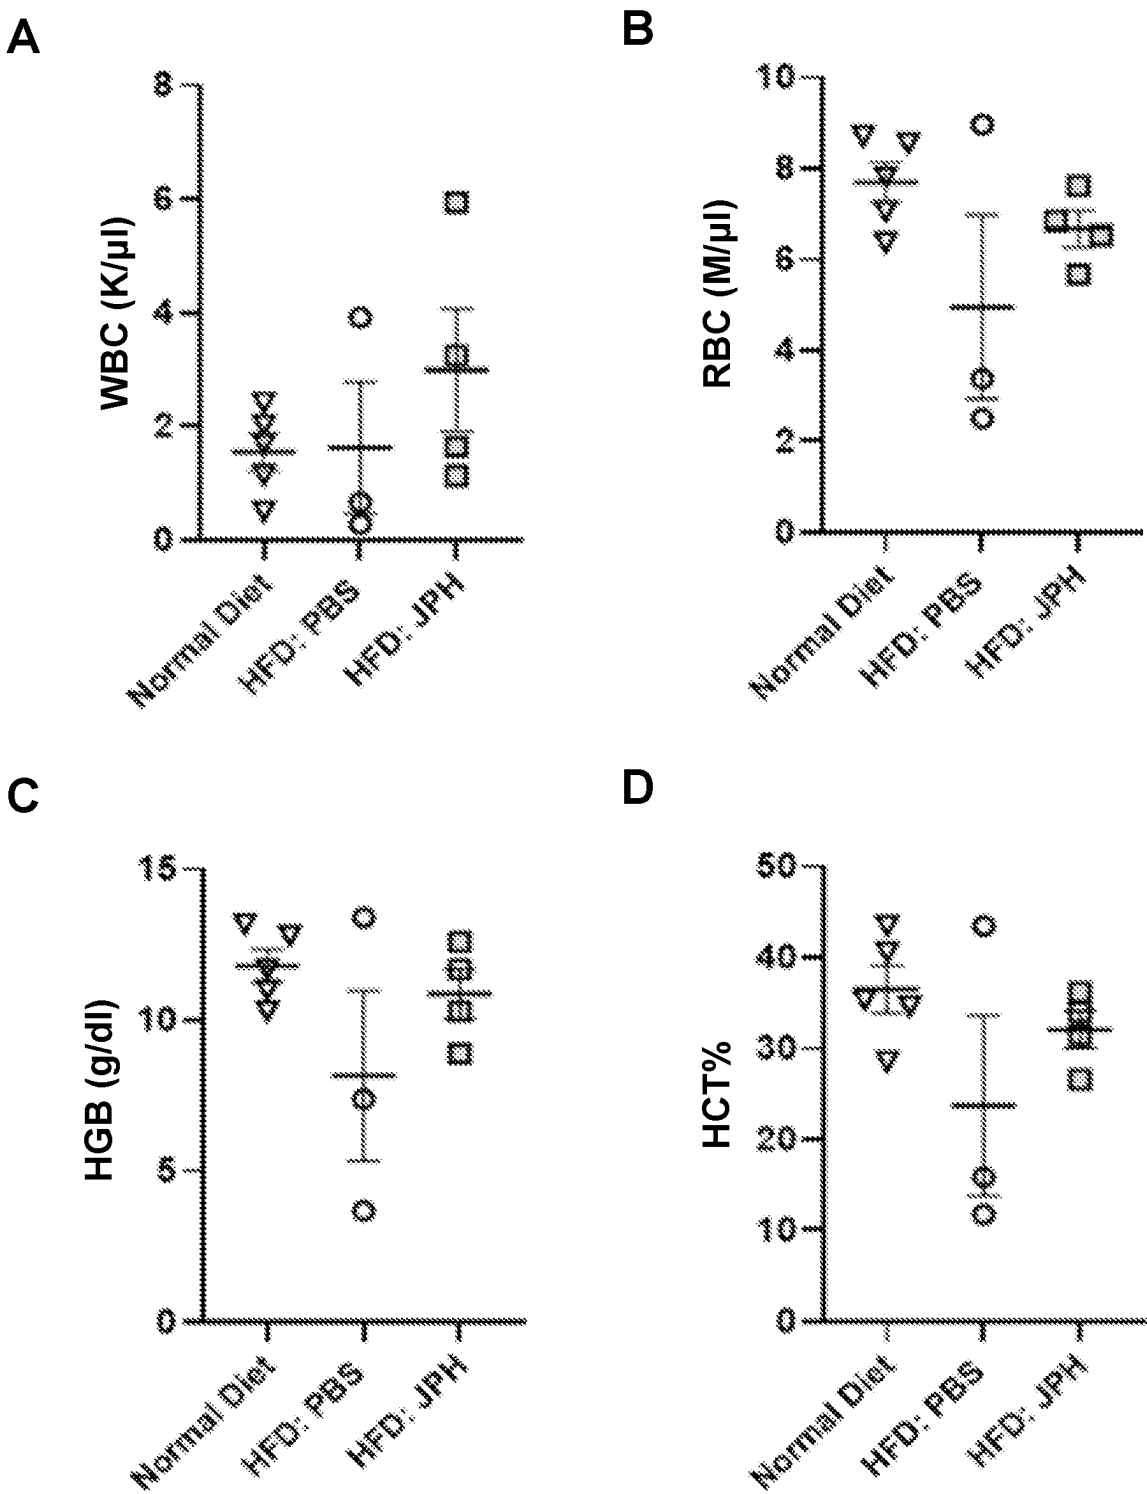 A
8
6
4
2
0
WBC (K/µl)
Normal Diet
HFD: PBS
HFD: JPH
B
10
8
6
4
2
0
RBC (M/µl)
Normal Diet
HFD: PBS
HFD: JPH
C
15
10
5
0
HGB (g/dl)
Normal Diet
HFD: PBS
HFD: JPH
D
50
40
30
20
10
0
HCT%
Normal Diet
HFD: PBS
HFD: JPH